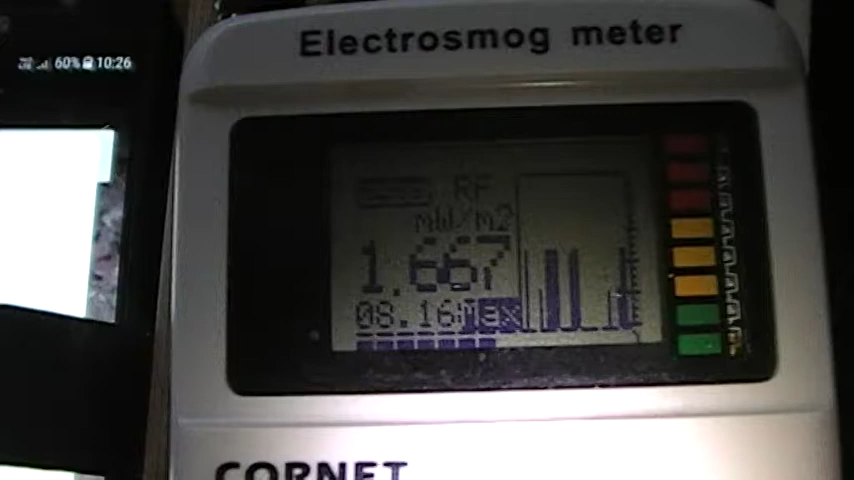 Electrosmog meter
60% 10:26
RF
mW/m2
1.667
08.16:Max
CORNET